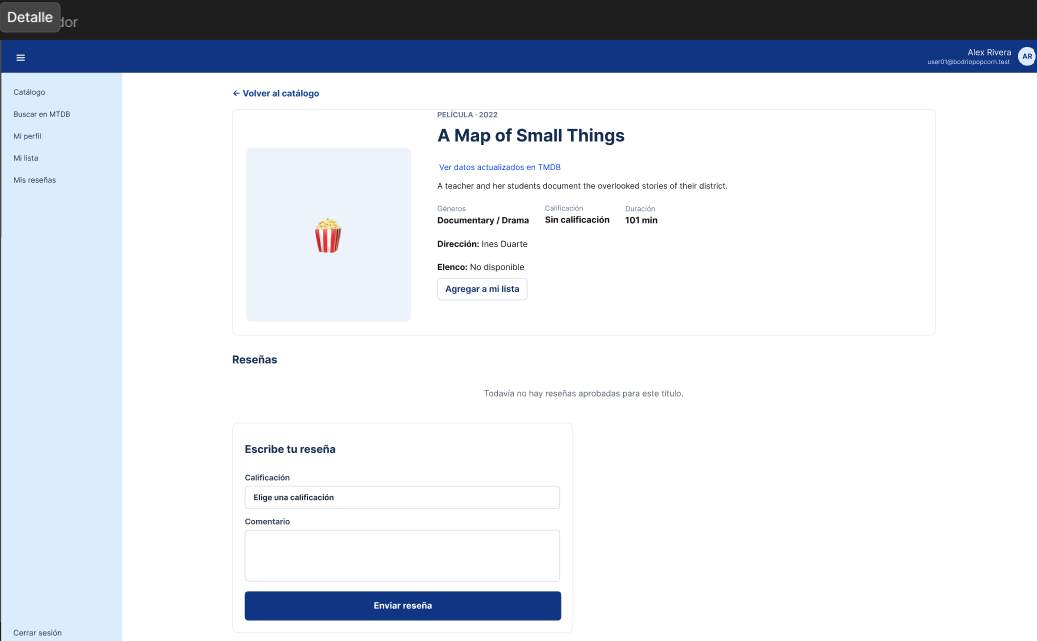 Detalle
dor
Alex Rivera
user01@bodriopopcorn.test
AR
Catálogo
Buscar en MTDB
Mi perfil
Mi lista
Mis reseñas
Cerrar sesión
← Volver al catálogo
PELÍCULA · 2022
A Map of Small Things
Ver datos actualizados en TMDB
A teacher and her students document the overlooked stories of their district.
Géneros Calificación Duración
Documentary / Drama Sin calificación 101 min
Dirección: Ines Duarte
Elenco: No disponible
Agregar a mi lista
Reseñas
Todavía no hay reseñas aprobadas para este título.
Escribe tu reseña
Calificación
Elige una calificación
Comentario
Enviar reseña